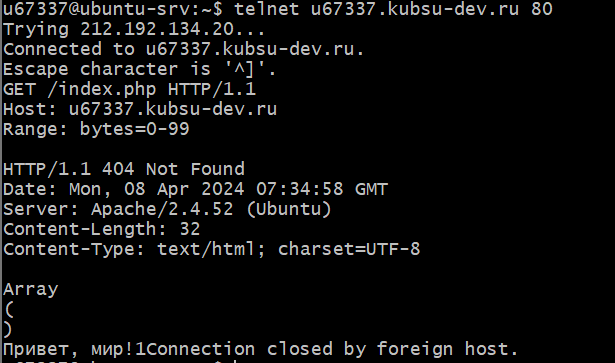 u67337@ubuntu-srv:~$ telnet u67337.kubsu-dev.ru 80
Trying 212.192.134.20...
Connected to u67337.kubsu-dev.ru.
Escape character is '^]'.
GET /index.php HTTP/1.1
Host: u67337.kubsu-dev.ru
Range: bytes=0-99

HTTP/1.1 404 Not Found
Date: Mon, 08 Apr 2024 07:34:58 GMT
Server: Apache/2.4.52 (Ubuntu)
Content-Length: 32
Content-Type: text/html; charset=UTF-8

Array
(
)
Привет, мир!1Connection closed by foreign host.